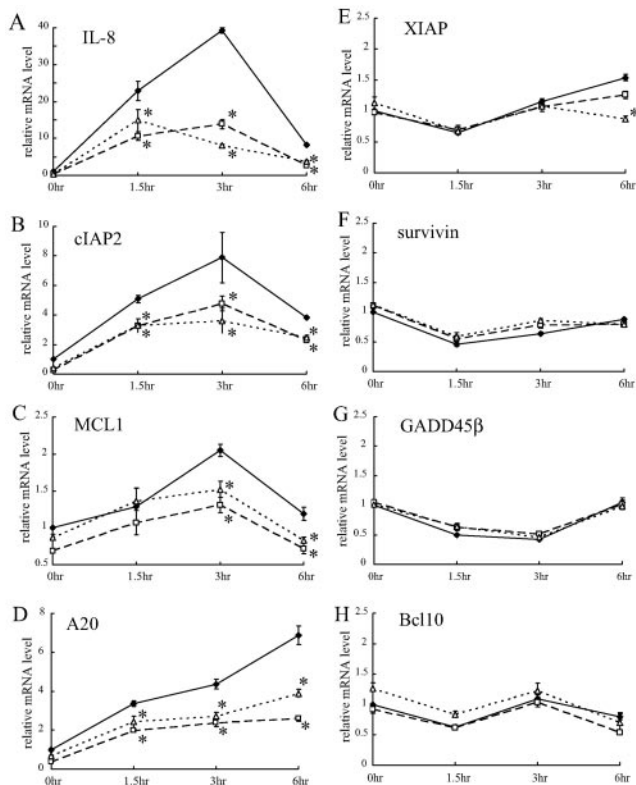 A
IL-8
relative mRNA level
40
30
20
10
0
* * * * * *
0hr 1.5hr 3hr 6hr
B
cIAP2
relative mRNA level
10
8
6
4
2
0
* * * * * *
0hr 1.5hr 3hr 6hr
C
MCL1
relative mRNA level
2.5
2
1.5
1
0.5
* * * *
0hr 1.5hr 3hr 6hr
D
A20
relative mRNA level
8
6
4
2
0
* * * * * *
0hr 1.5hr 3hr 6hr
E
XIAP
relative mRNA level
2.5
2
1.5
1
0.5
0
*
0hr 1.5hr 3hr 6hr
F
survivin
relative mRNA level
2.5
2
1.5
1
0.5
0
0hr 1.5hr 3hr 6hr
G
GADD45β
relative mRNA level
2.5
2
1.5
1
0.5
0
0hr 1.5hr 3hr 6hr
H
Bcl10
relative mRNA level
2.5
2
1.5
1
0.5
0
0hr 1.5hr 3hr 6hr